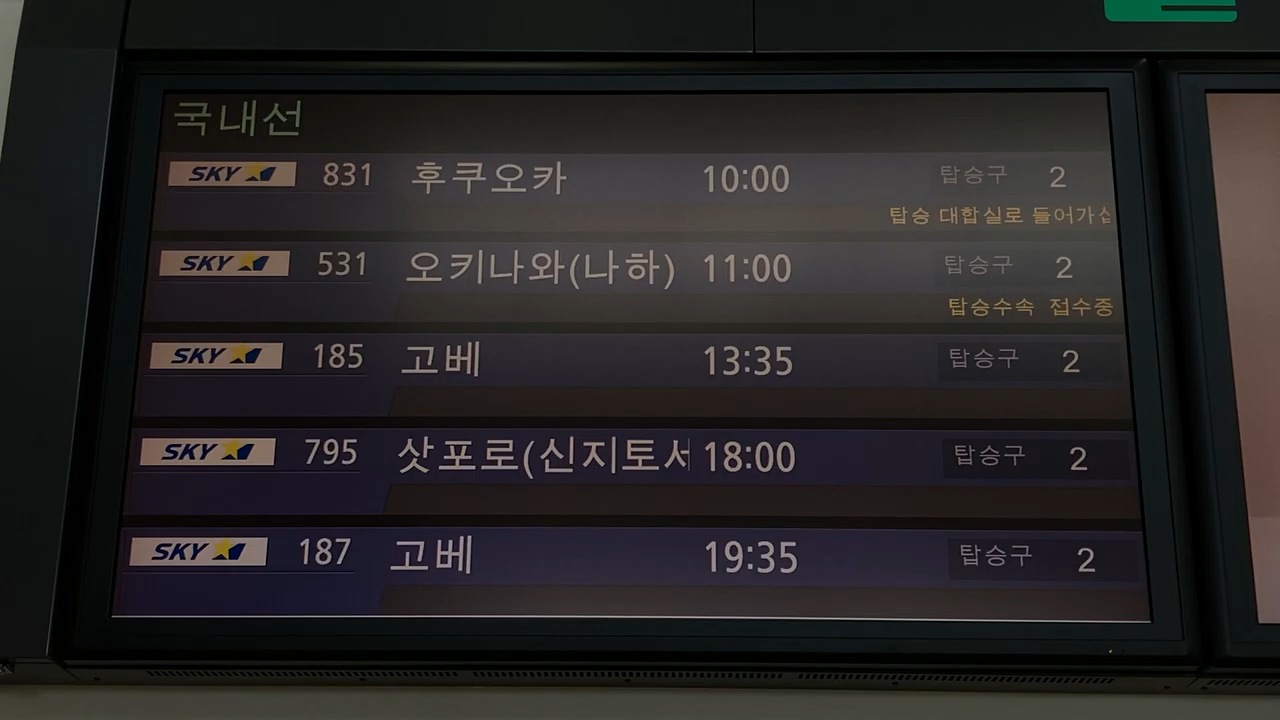 국내선
SKY 831 후쿠오카 10:00 탑승구 2
탑승 대합실로 들어가십
SKY 531 오키나와(나하) 11:00 탑승구 2
탑승수속 접수중
SKY 185 고베 13:35 탑승구 2
SKY 795 삿포로(신지토세 18:00 탑승구 2
SKY 187 고베 19:35 탑승구 2